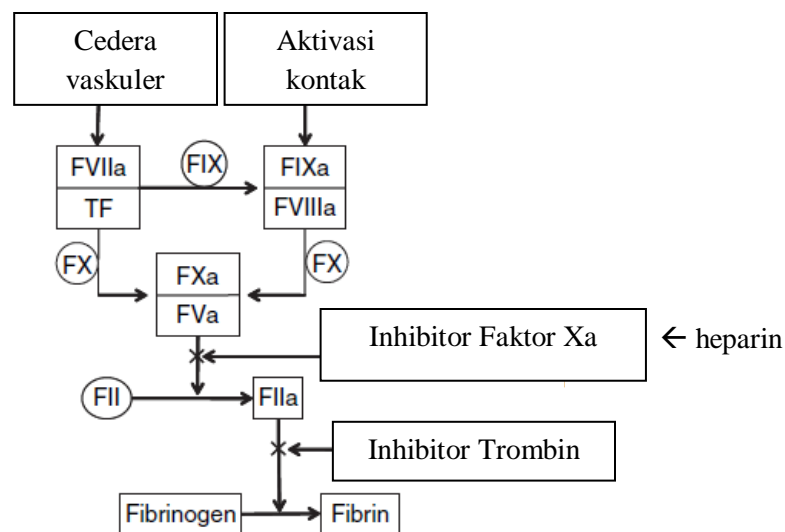 Cedera
vaskuler
Aktivasi
kontak
FVIIa
TF
FIX
FIXa
FVIIIa
FX
FX
FXa
FVa
Inhibitor Faktor Xa
← heparin
FII
FIIa
Inhibitor Trombin
Fibrinogen
Fibrin